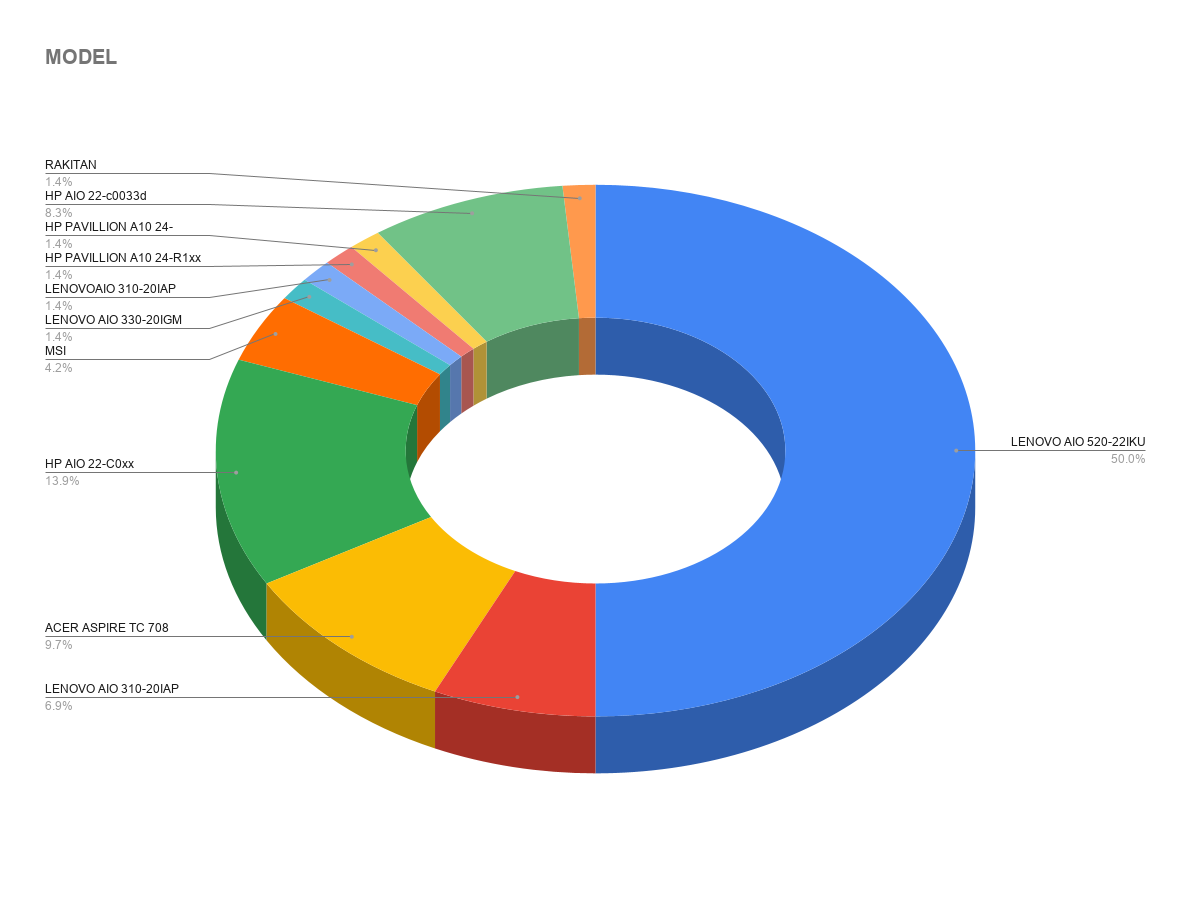 MODEL
RAKITAN
1.4%
HP AIO 22-c0033d
8.3%
HP PAVILLION A10 24-
1.4%
HP PAVILLION A10 24-R1xx
1.4%
LENOVOAIO 310-20IAP
1.4%
LENOVO AIO 330-20IGM
1.4%
MSI
4.2%
HP AIO 22-C0xx
13.9%
ACER ASPIRE TC 708
9.7%
LENOVO AIO 310-20IAP
6.9%
LENOVO AIO 520-22IKU
50.0%